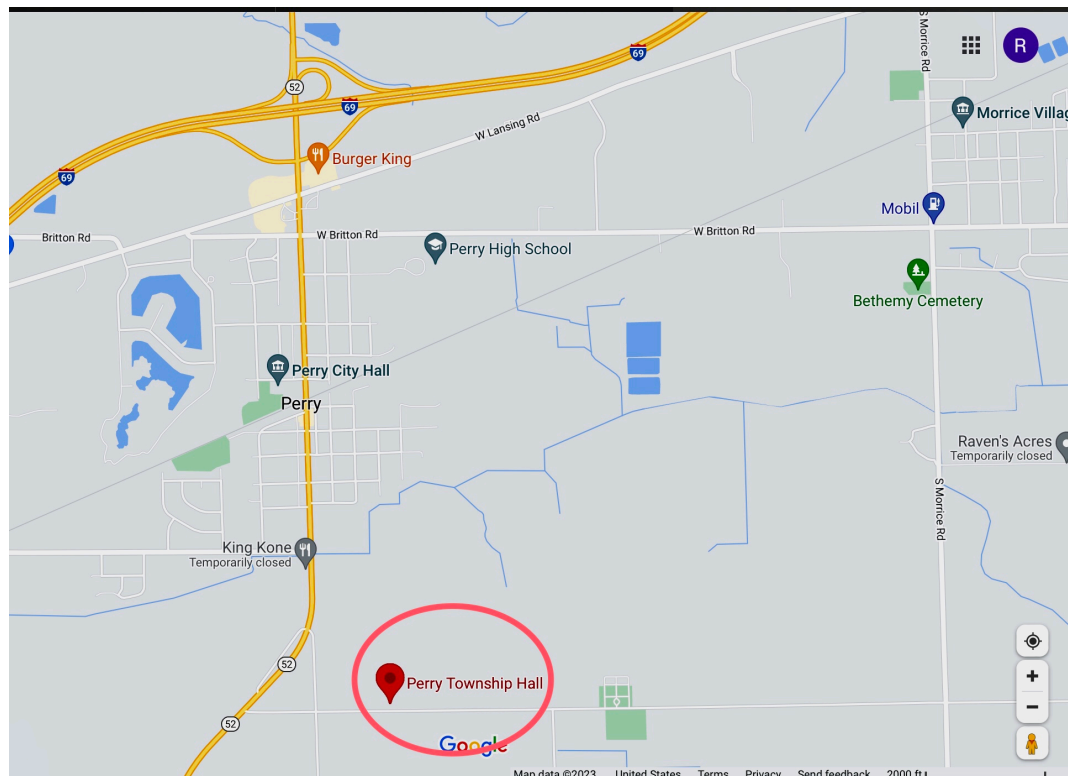 S Morrice Rd
R
52
69
69
69
W Lansing Rd
Morrice Villag
Burger King
Mobil
Britton Rd
W Britton Rd
W Britton Rd
Perry High School
Bethemy Cemetery
Perry City Hall
Perry
Raven's Acres
Temporarily closed
S Morrice Rd
King Kone
Temporarily closed
52
Perry Township Hall
52
Google
Map data ©2023 United States Terms Privacy Send feedback 2000 ft